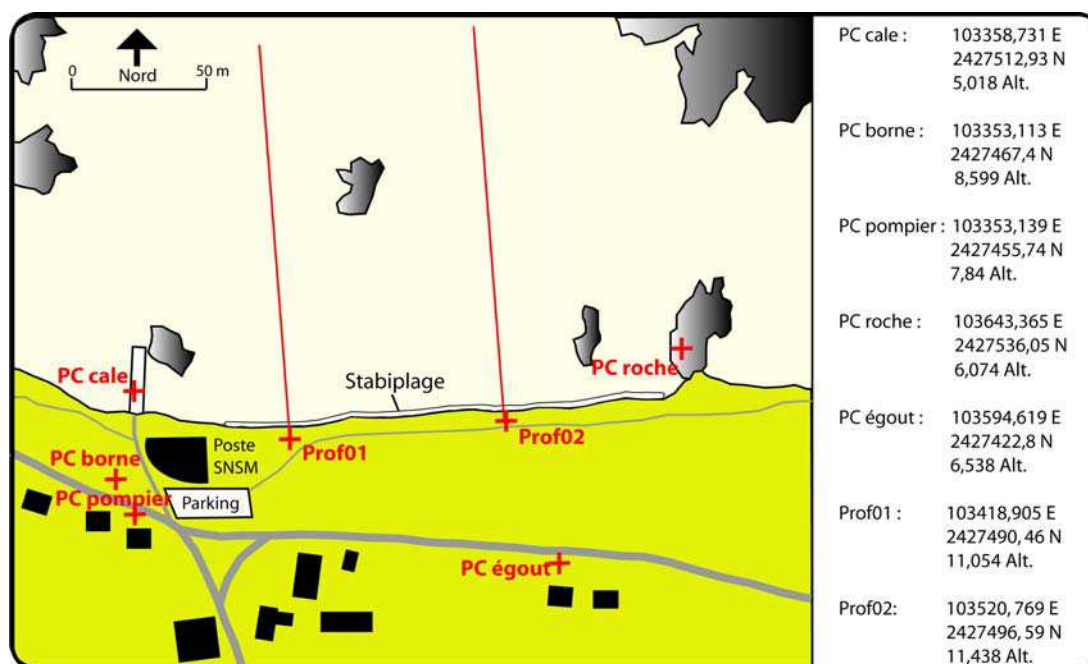 0
50 m
Nord
PC cale
PC roche
Stabiplage
Prof01
Prof02
Poste
SNSM
PC borne
PC pompier
Parking
PC égout
PC cale : 103358,731 E
2427512,93 N
5,018 Alt.
PC borne : 103353,113 E
2427467,4 N
8,599 Alt.
PC pompier : 103353,139 E
2427455,74 N
7,84 Alt.
PC roche : 103643,365 E
2427536,05 N
6,074 Alt.
PC égout : 103594,619 E
2427422,8 N
6,538 Alt.
Prof01 : 103418,905 E
2427490, 46 N
11,054 Alt.
Prof02: 103520, 769 E
2427496, 59 N
11,438 Alt.